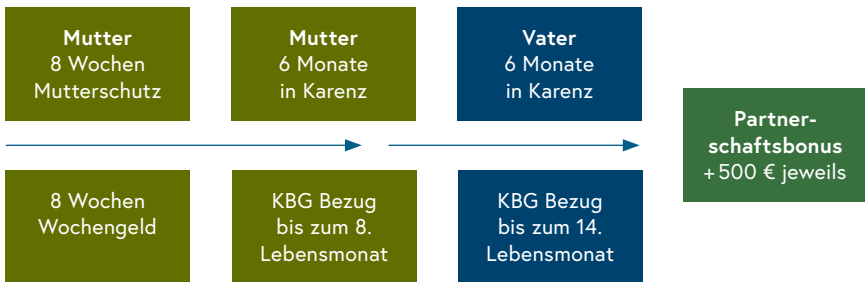 Mutter
8 Wochen
Mutterschutz
Mutter
6 Monate
in Karenz
Vater
6 Monate
in Karenz
Partner-
schaftsbonus
+ 500 € jeweils
8 Wochen
Wochengeld
KBG Bezug
bis zum 8.
Lebensmonat
KBG Bezug
bis zum 14.
Lebensmonat